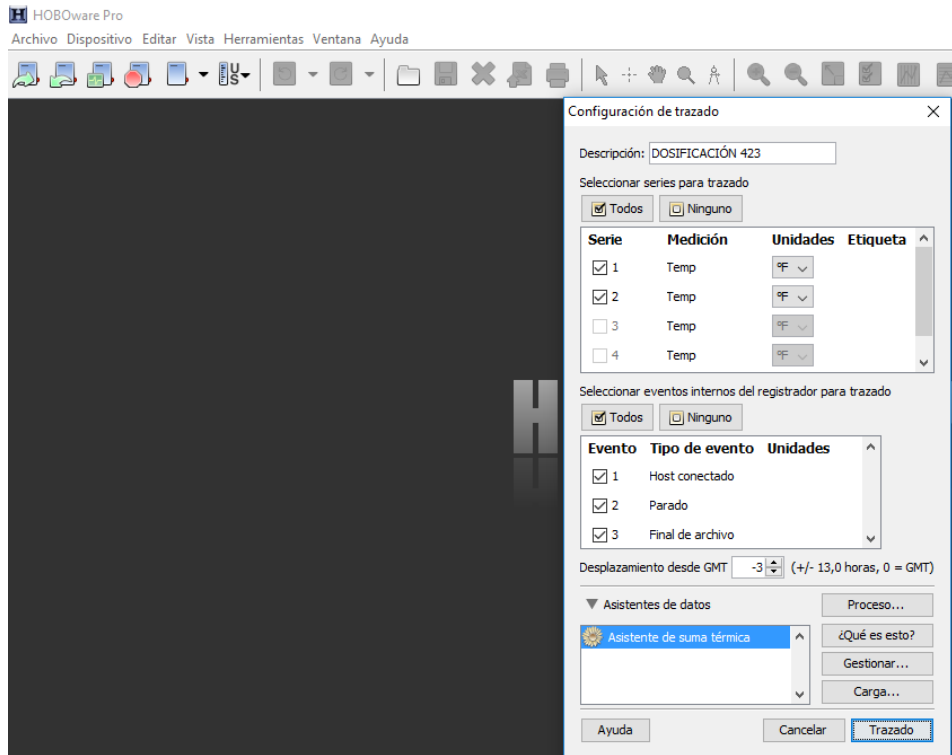 HOBOware Pro
Archivo Dispositivo Editar Vista Herramientas Ventana Ayuda
Configuración de trazado
Descripción: DOSIFICACIÓN 423
Seleccionar series para trazado
Todos Ninguno
Serie Medición Unidades Etiqueta
1 Temp °F
2 Temp °F
3 Temp °F
4 Temp °F
Seleccionar eventos internos del registrador para trazado
Todos Ninguno
Evento Tipo de evento Unidades
1 Host conectado
2 Parado
3 Final de archivo
Desplazamiento desde GMT -3 (+/- 13,0 horas, 0 = GMT)
Asistentes de datos Proceso...
Asistente de suma térmica ¿Qué es esto?
Gestionar...
Carga...
Ayuda Cancelar Trazado
H